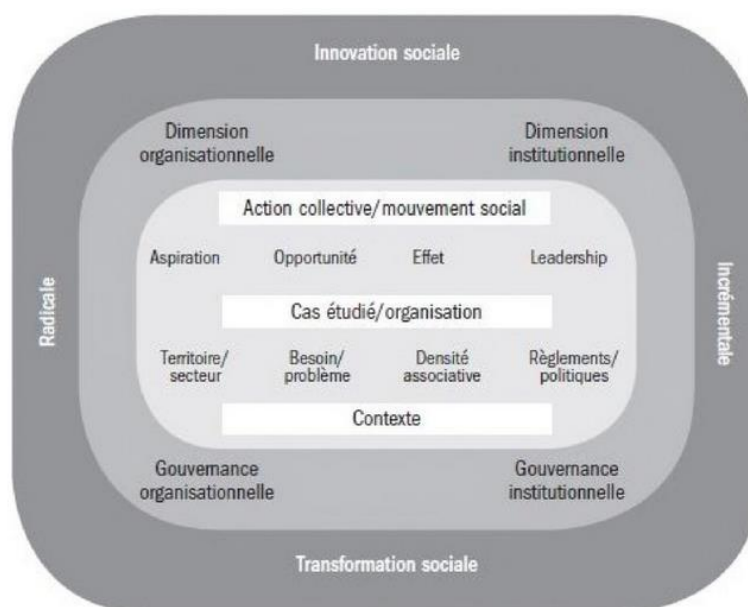 Innovation sociale
Dimension
organisationnelle
Dimension
institutionnelle
Action collective/mouvement social
Aspiration
Opportunité
Effet
Leadership
Radicale
Incrémentale
Cas étudié/organisation
Territoire/
secteur
Besoin/
problème
Densité
associative
Règlements/
politiques
Contexte
Gouvernance
organisationnelle
Gouvernance
institutionnelle
Transformation sociale